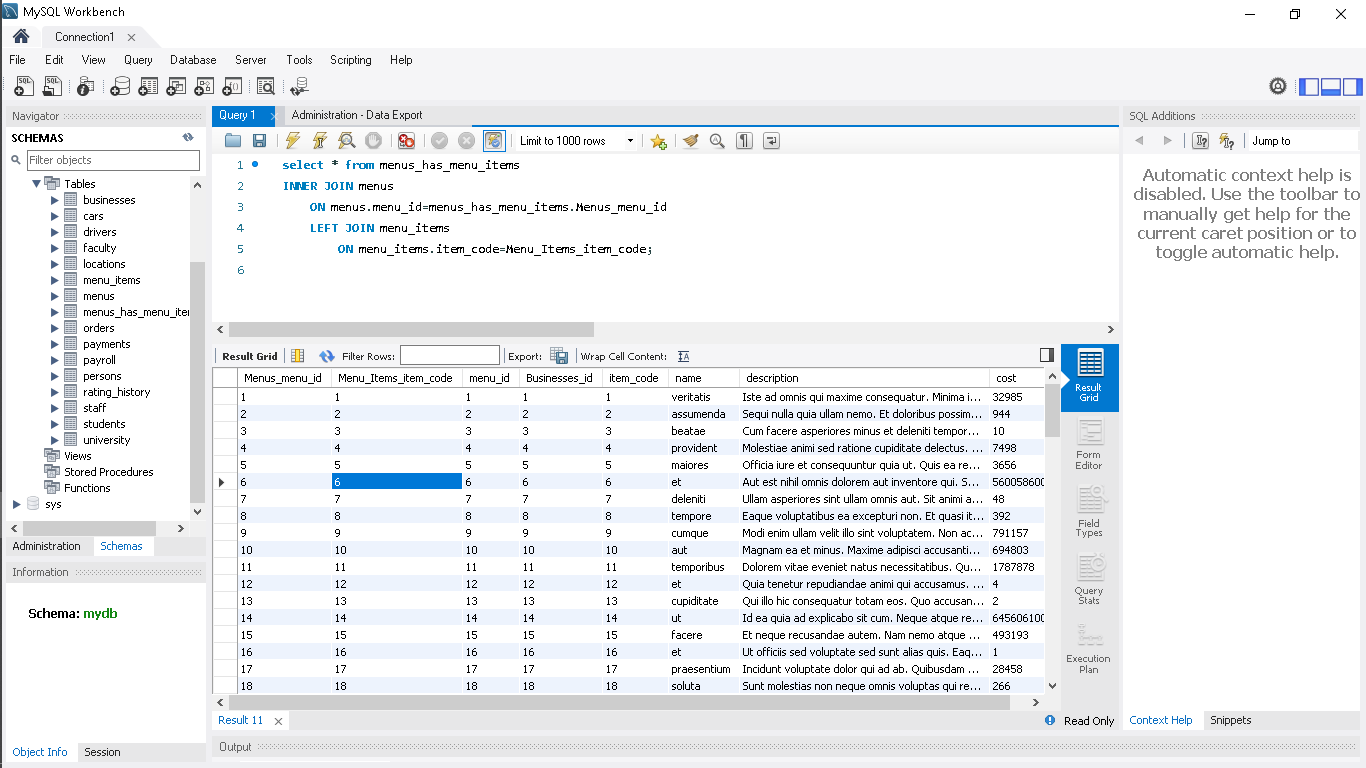 MySQL Workbench
Connection1
File Edit View Query Database Server Tools Scripting Help
Navigator
SCHEMAS
Filter objects
Tables
businesses
cars
drivers
faculty
locations
menu_items
menus
menus_has_menu_iter
orders
payments
payroll
persons
rating_history
staff
students
university
Views
Stored Procedures
Functions
sys
Administration Schemas
Information
Schema: mydb
Object Info Session
Query 1 Administration - Data Export
Limit to 1000 rows
1 select * from menus_has_menu_items
2 INNER JOIN menus
3 ON menus.menu_id=menus_has_menu_items.Menus_menu_id
4 LEFT JOIN menu_items
5 ON menu_items.item_code=Menu_Items_item_code;
6
Result Grid Filter Rows: Export: Wrap Cell Content:
Menus_menu_id Menu_Items_item_code menu_id Businesses_id item_code name description cost
1 1 1 1 1 veritatis Iste ad omnis qui maxime consequatur. Minima i... 32985
2 2 2 2 2 assumenda Sequi nulla quia ullam nemo. Et doloribus possim... 944
3 3 3 3 3 beatae Cum facere asperiores minus et deleniti tempor... 10
4 4 4 4 4 provident Molestiae animi sed ratione cupiditate delectus. ... 7498
5 5 5 5 5 maiores Officia iure et consequuntur quia ut. Quis ea re... 3656
6 6 6 6 6 et Aut est nihil omnis dolorem aut inventore qui. S... 560058600
7 7 7 7 7 deleniti Ullam asperiores sint ullam omnis aut. Sit animi a... 48
8 8 8 8 8 tempore Eaque voluptatibus ea excepturi non. Et quasi it... 392
9 9 9 9 9 cumque Modi enim ullam velit illo sint voluptatem. Non ac... 791157
10 10 10 10 10 aut Magnam ea et minus. Maxime adipisci accusanti... 694803
11 11 11 11 11 temporibus Dolorem vitae eveniet natus necessitatibus. Qu... 1787878
12 12 12 12 12 et Quia tenetur repudiandae animi qui accusamus. ... 4
13 13 13 13 13 cupiditate Qui illo hic consequatur totam eos. Quo accusan... 2
14 14 14 14 14 ut Id ea quia ad explicabo sit cum. Neque atque re... 645606100
15 15 15 15 15 facere Et neque recusandae autem. Nam nemo atque ... 493193
16 16 16 16 16 et Ut officiis sed voluptate sed sunt alias quis. Eaq... 1
17 17 17 17 17 praesentium Incidunt voluptate dolor qui ad ab. Quibusdam ... 28458
18 18 18 18 18 soluta Sunt molestias non neque omnis voluptas qui re... 266
Result Grid
Form Editor
Field Types
Query Stats
Execution Plan
Result 11 Read Only
Output
SQL Additions
Jump to
Automatic context help is
disabled. Use the toolbar to
manually get help for the
current caret position or to
toggle automatic help.
Context Help Snippets